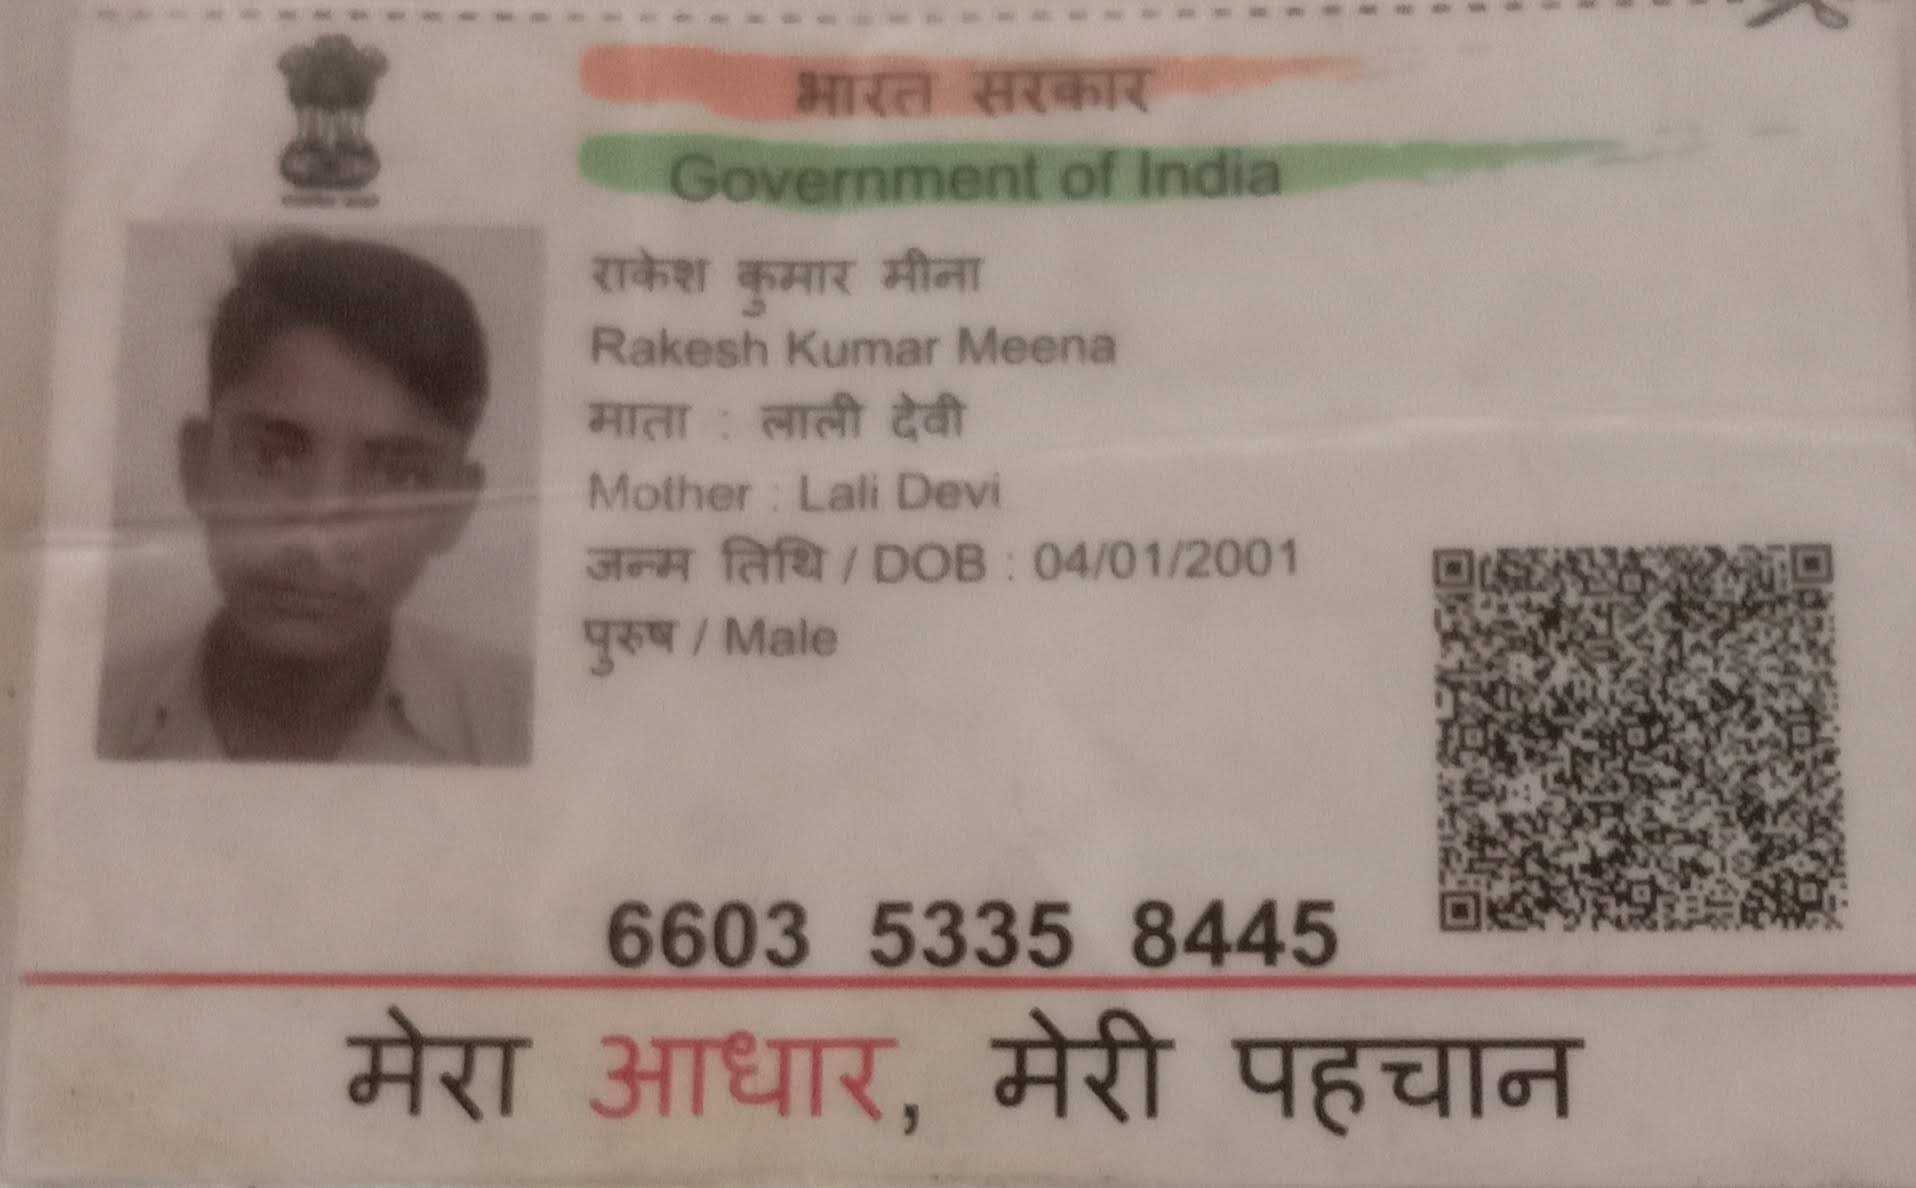 भारत सरकार
Government of India
राकेश कुमार मीना
Rakesh Kumar Meena
माता : लाली देवी
Mother : Lali Devi
जन्म तिथि / DOB : 04/01/2001
पुरुष / Male
6603 5335 8445
मेरा आधार, मेरी पहचान